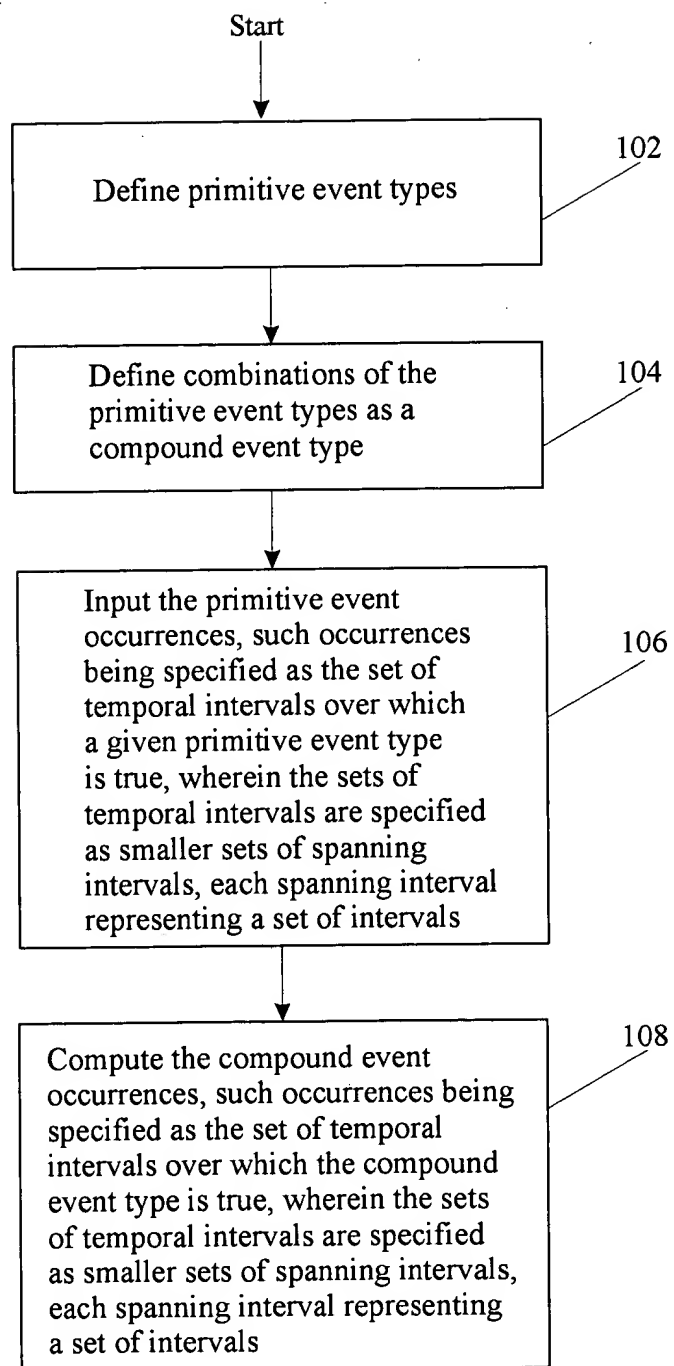 Start
102
Define primitive event types
104
Define combinations of the
primitive event types as a
compound event type
106
Input the primitive event
occurrences, such occurrences
being specified as the set of
temporal intervals over which
a given primitive event type
is true, wherein the sets of
temporal intervals are specified
as smaller sets of spanning
intervals, each spanning interval
representing a set of intervals
108
Compute the compound event
occurrences, such occurrences being
specified as the set of temporal
intervals over which the compound
event type is true, wherein the sets
of temporal intervals are specified
as smaller sets of spanning intervals,
each spanning interval representing
a set of intervals